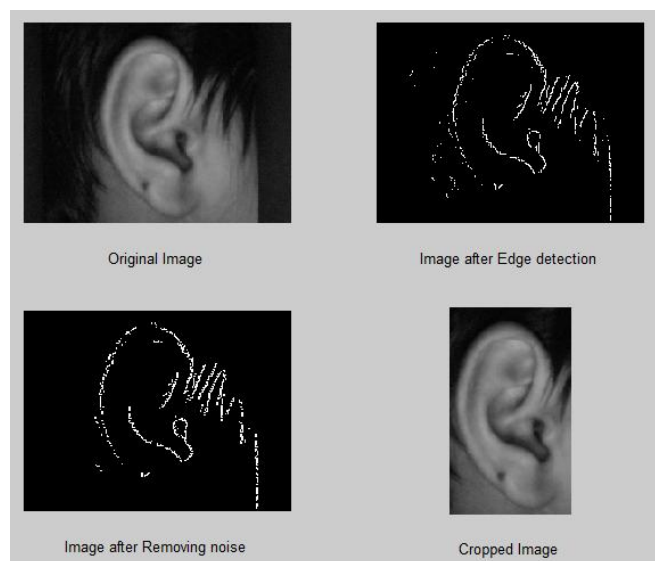 Original Image
Image after Edge detection
Image after Removing noise
Cropped Image